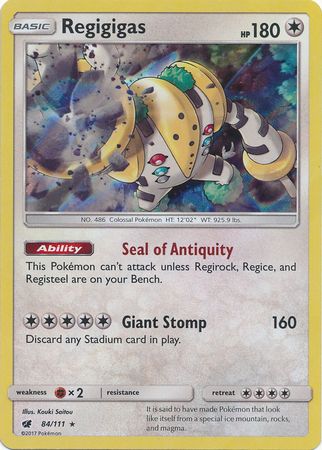 BASIC
Regigigas HP 180
NO. 486 Colossal Pokémon HT: 12'02" WT: 925.9 lbs.
Ability Seal of Antiquity
This Pokémon can't attack unless Regirock, Regice, and
Registeel are on your Bench.
Giant Stomp 160
Discard any Stadium card in play.
weakness × 2 resistance retreat
Illus. Kouki Saitou
84/111 ★
©2017 Pokémon
It is said to have made Pokémon that look
like itself from a special ice mountain, rocks,
and magma.